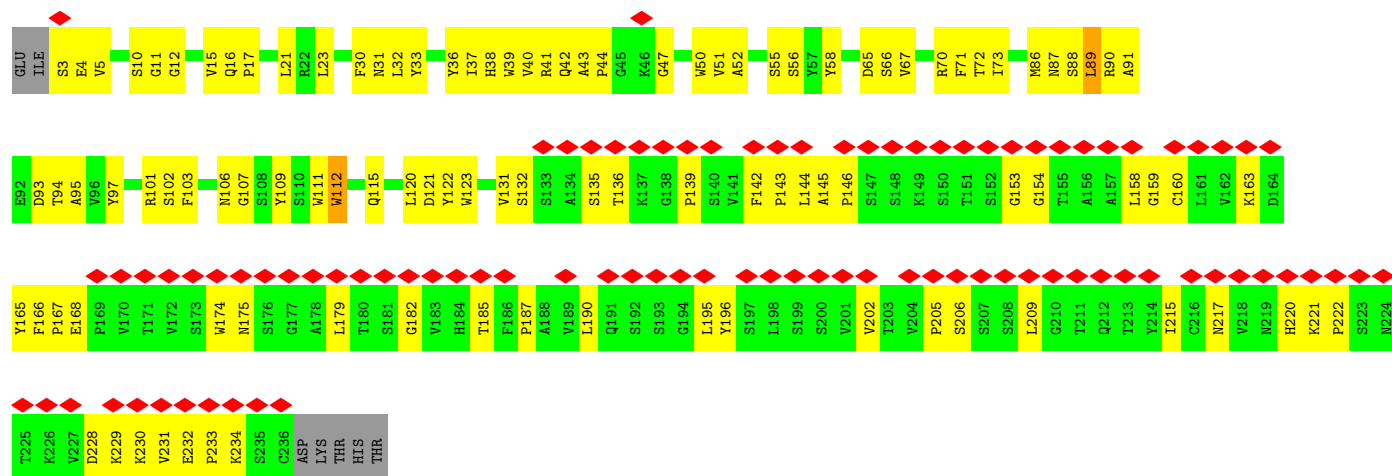 GLU ILE S3 E4 V5 S10 G11 G12 V15 Q16 P17 L21 R22 L23 F30 N31 L32 Y33 Y36 I37 H38 W39 V40 R41 Q42 A43 P44 G45 K46 G47 W50 V51 A52 S55 S56 Y57 Y58 D65 S66 V67 R70 F71 T72 I73 M86 N87 S88 L89 R90 A91
E92 D93 T94 A95 V96 Y97 R101 S102 F103 N106 G107 S108 Y109 S110 W111 W112 Q115 L120 D121 Y122 W123 V131 S132 S133 A134 S135 T136 K137 G138 P139 S140 V141 F142 P143 L144 A145 P146 S147 S148 K149 S150 T151 S152 G153 G154 T155 A156 A157 L158 G159 C160 L161 V162 K163 D164
Y165 F166 P167 E168 P169 V170 T171 V172 S173 W174 N175 S176 G177 A178 L179 T180 S181 G182 V183 H184 T185 F186 P187 A188 V189 L190 Q191 S192 S193 G194 L195 Y196 S197 L198 S199 S200 V201 V202 T203 V204 P205 S206 S207 S208 L209 G210 T211 Q212 T213 Y214 I215 C216 N217 V218 N219 H220 K221 P222 S223 N224
T225 K226 V227 D228 K229 K230 V231 E232 P233 K234 S235 C236 ASP LYS THR HIS THR